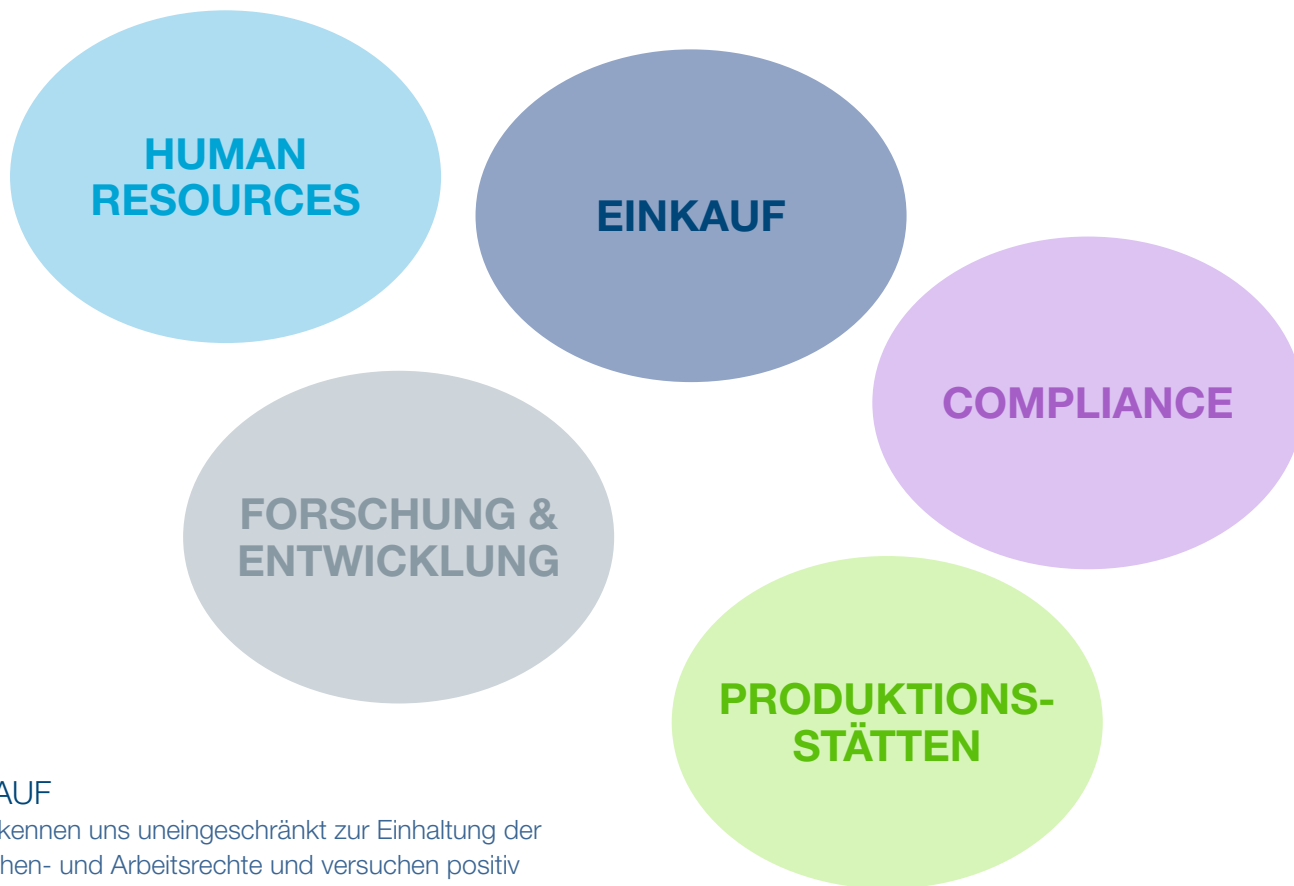 HUMAN
RESOURCES
EINKAUF
COMPLIANCE
FORSCHUNG &
ENTWICKLUNG
PRODUKTIONS-
STÄTTEN
AUF
kennen uns uneingeschränkt zur Einhaltung der
hen- und Arbeitsrechte und versuchen positiv